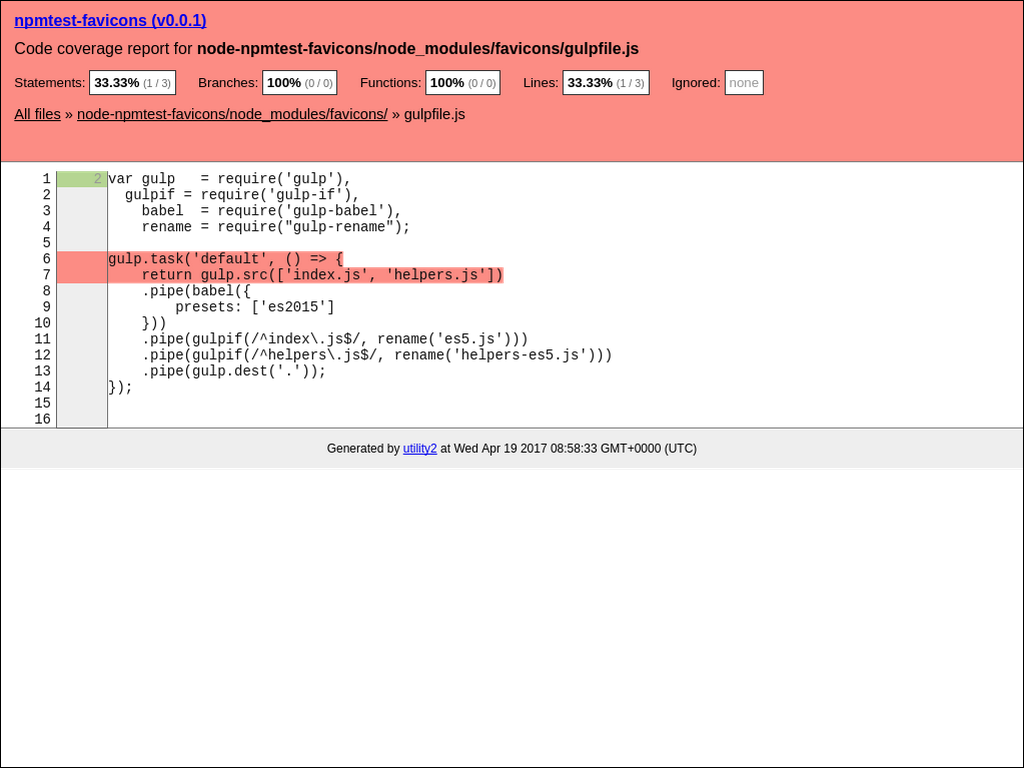 npmtest-favicons (v0.0.1)
Code coverage report for node-npmtest-favicons/node_modules/favicons/gulpfile.js
Statements: 33.33% (1 / 3) Branches: 100% (0 / 0) Functions: 100% (0 / 0) Lines: 33.33% (1 / 3) Ignored: none
All files » node-npmtest-favicons/node_modules/favicons/ » gulpfile.js
1 2 var gulp   = require('gulp'),
2   gulpif = require('gulp-if'),
3     babel  = require('gulp-babel'),
4     rename = require("gulp-rename");
5
6 gulp.task('default', () => {
7     return gulp.src(['index.js', 'helpers.js'])
8     .pipe(babel({
9         presets: ['es2015']
10     }))
11     .pipe(gulpif(/^index\.js$/, rename('es5.js')))
12     .pipe(gulpif(/^helpers\.js$/, rename('helpers-es5.js')))
13     .pipe(gulp.dest('.'));
14 });
15
16
Generated by utility2 at Wed Apr 19 2017 08:58:33 GMT+0000 (UTC)